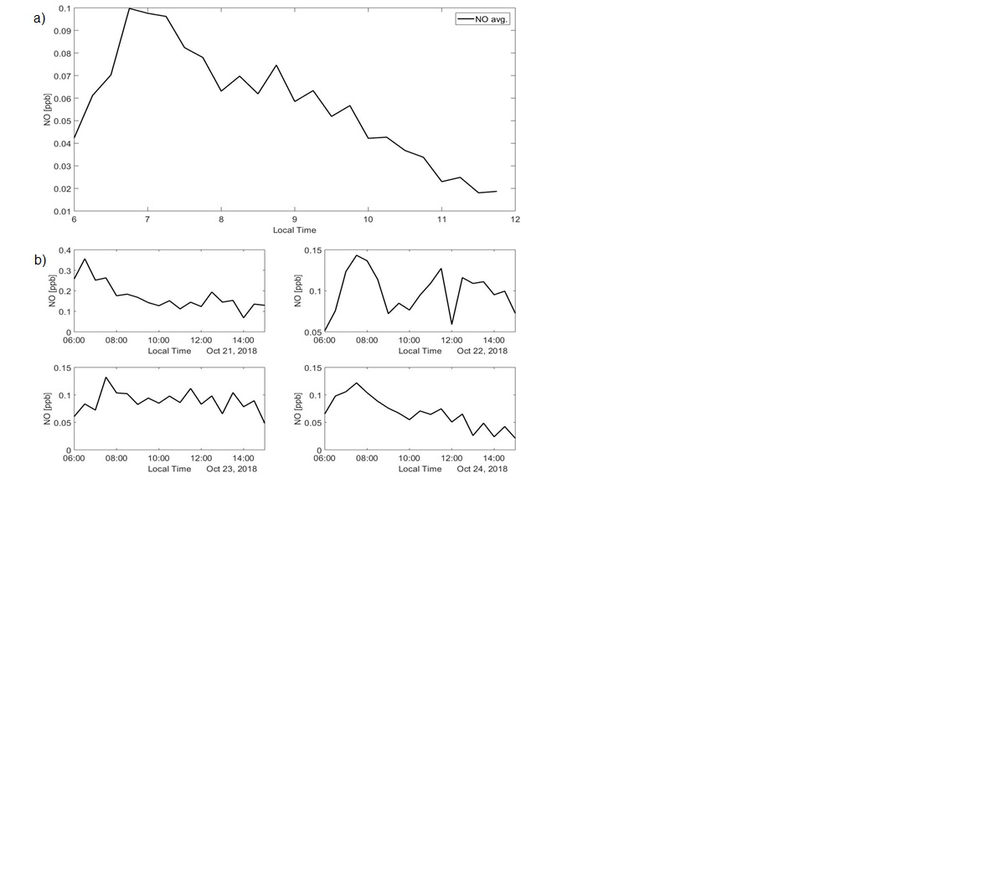 a)
NO avg.
0.1
0.09
0.08
0.07
0.06
0.05
0.04
0.03
0.02
0.01
NO [ppb]
6 7 8 9 10 11 12
Local Time
b)
0.4
0.3
0.2
0.1
0
NO [ppb]
06:00 08:00 10:00 12:00 14:00
Local Time Oct 21, 2018
0.15
0.1
0.05
NO [ppb]
06:00 08:00 10:00 12:00 14:00
Local Time Oct 22, 2018
0.15
0.1
0.05
0
NO [ppb]
06:00 08:00 10:00 12:00 14:00
Local Time Oct 23, 2018
0.15
0.1
0.05
0
NO [ppb]
06:00 08:00 10:00 12:00 14:00
Local Time Oct 24, 2018